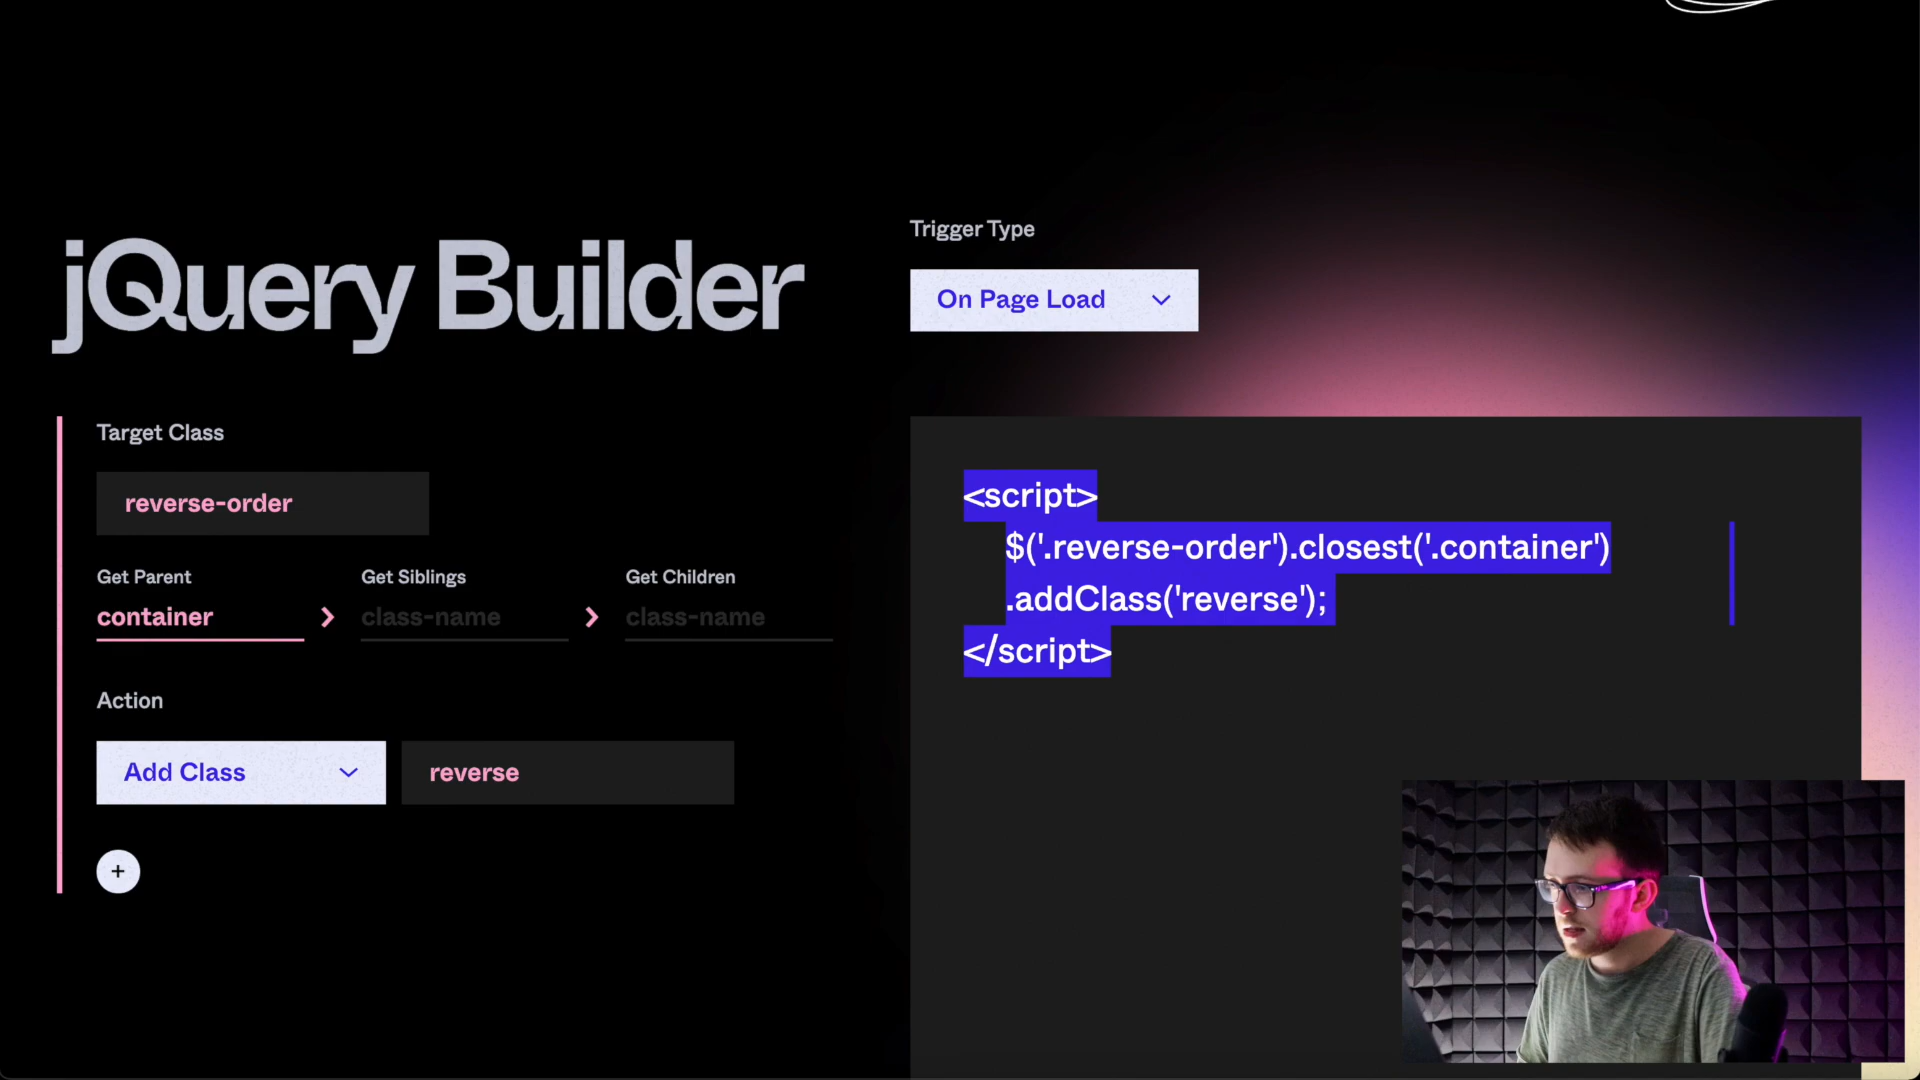 jQuery Builder
Trigger Type
On Page Load
Target Class
reverse-order
Get Parent
Get Siblings
Get Children
container
class-name
class-name
Action
Add Class
reverse
+
<script>
$('.reverse-order').closest('.container')
.addClass('reverse');
</script>